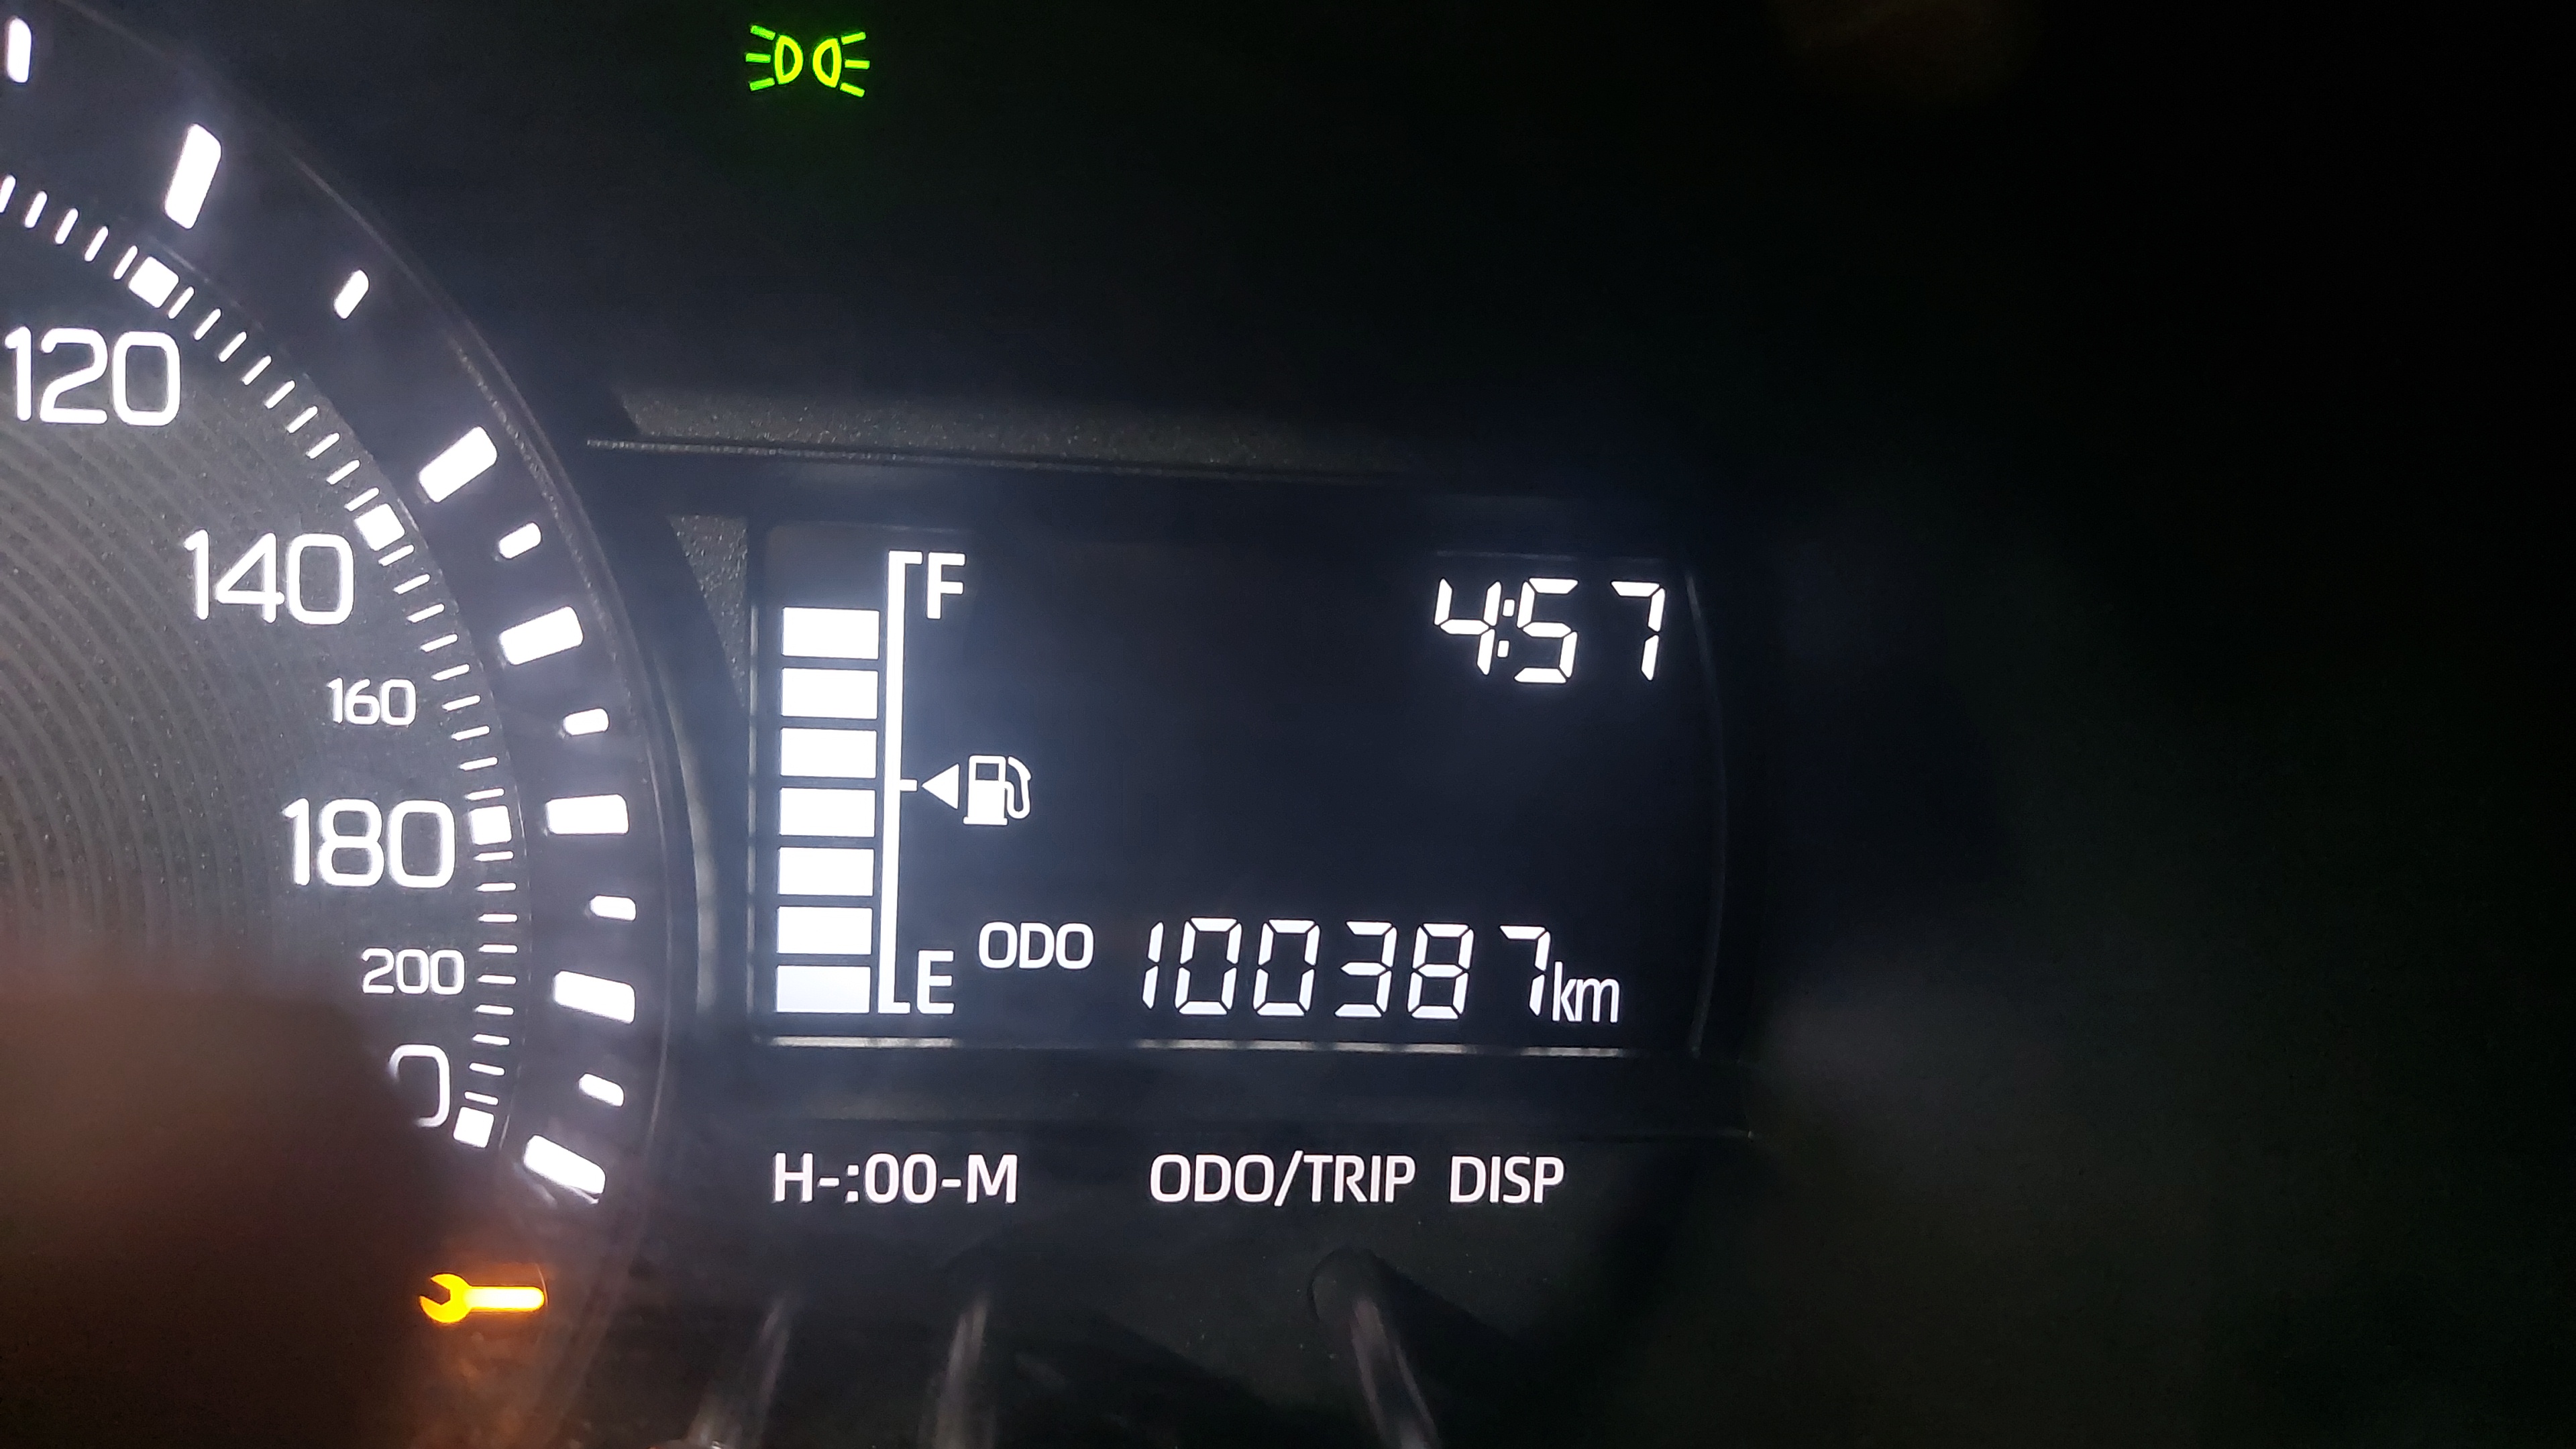 120
140
160
180
200
F
4:57
E
ODO 100387km
H-:00-M ODO/TRIP DISP